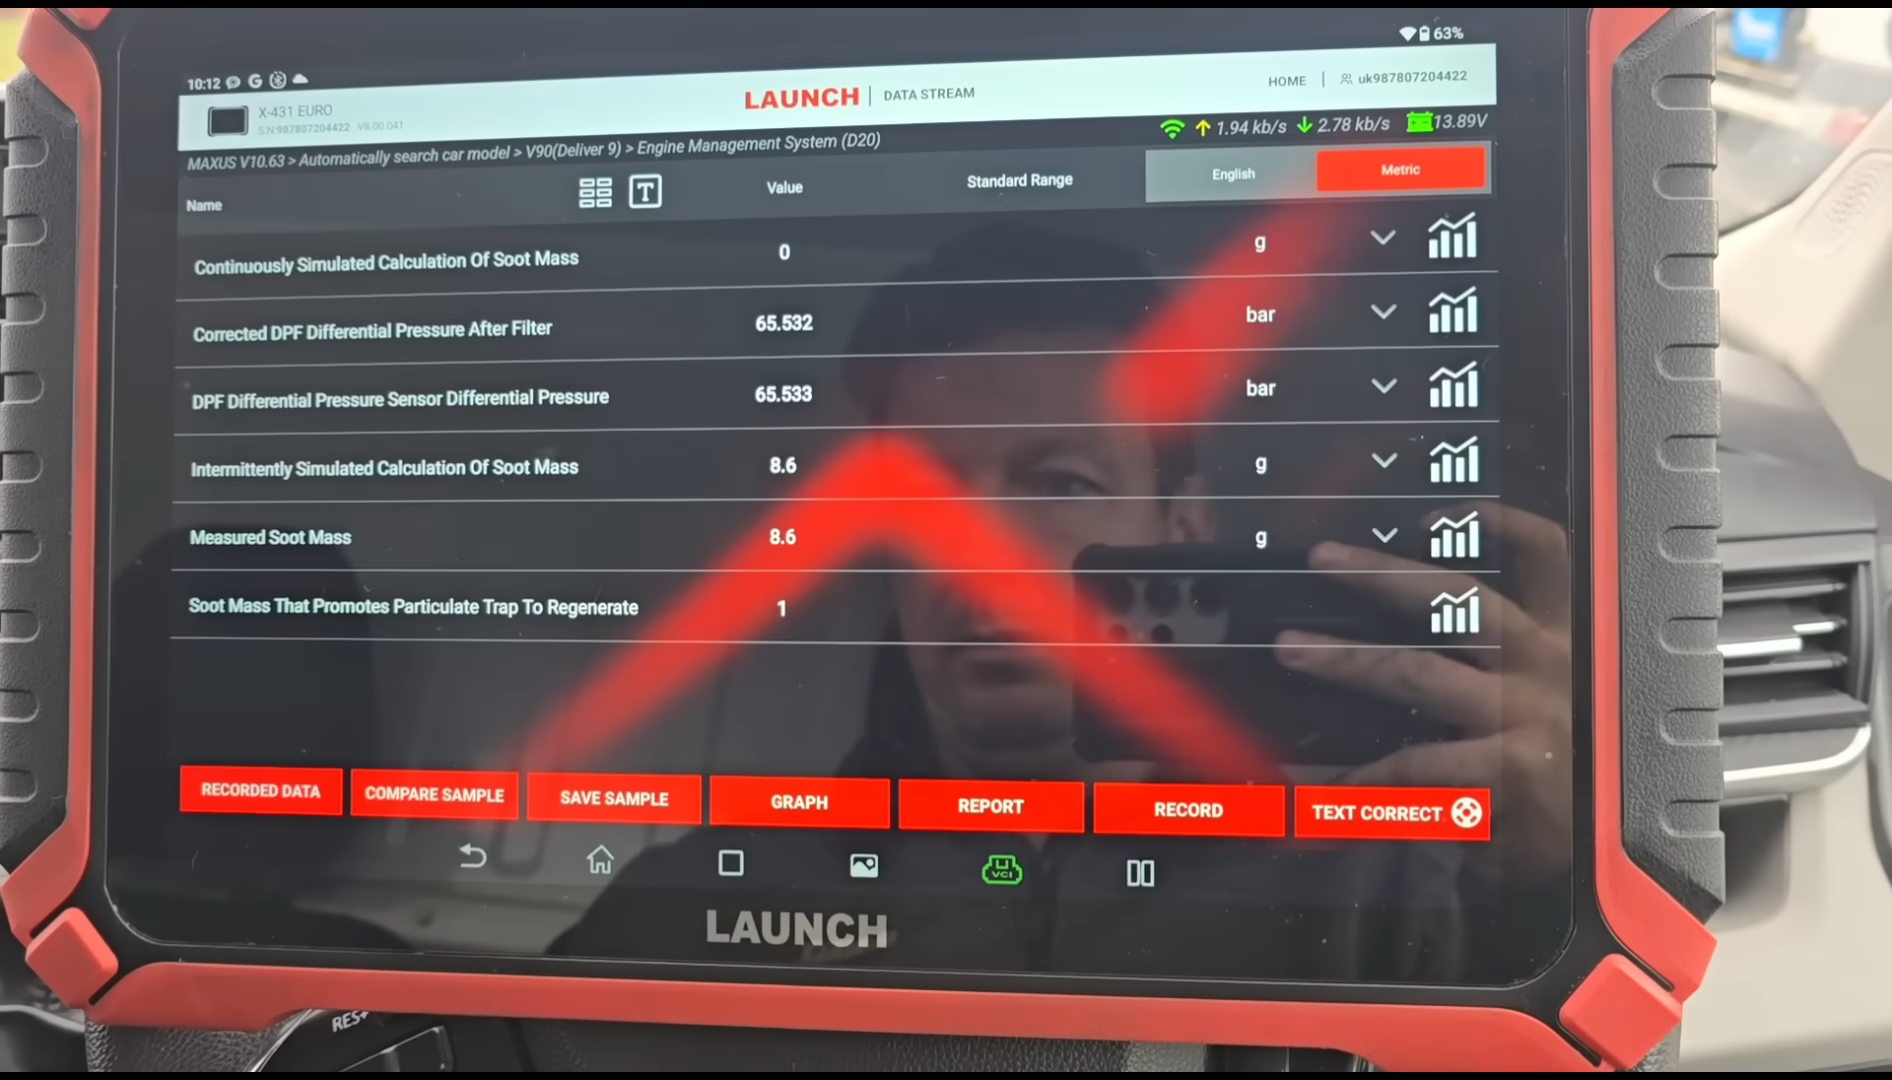 10:12 G 63%
X-431 EURO
S.N:987807204422 V8.00.041
LAUNCH | DATA STREAM
HOME | uk987807204422
1.94 kb/s 2.78 kb/s 13.89V
MAXUS V10.63 > Automatically search car model > V90(Deliver 9) > Engine Management System (D20)
Name T Value Standard Range English Metric
Continuously Simulated Calculation Of Soot Mass 0 g
Corrected DPF Differential Pressure After Filter 65.532 bar
DPF Differential Pressure Sensor Differential Pressure 65.533 bar
Intermittently Simulated Calculation Of Soot Mass 8.6 g
Measured Soot Mass 8.6 g
Soot Mass That Promotes Particulate Trap To Regenerate 1
RECORDED DATA COMPARE SAMPLE SAVE SAMPLE GRAPH REPORT RECORD TEXT CORRECT
VCI
LAUNCH
RES+